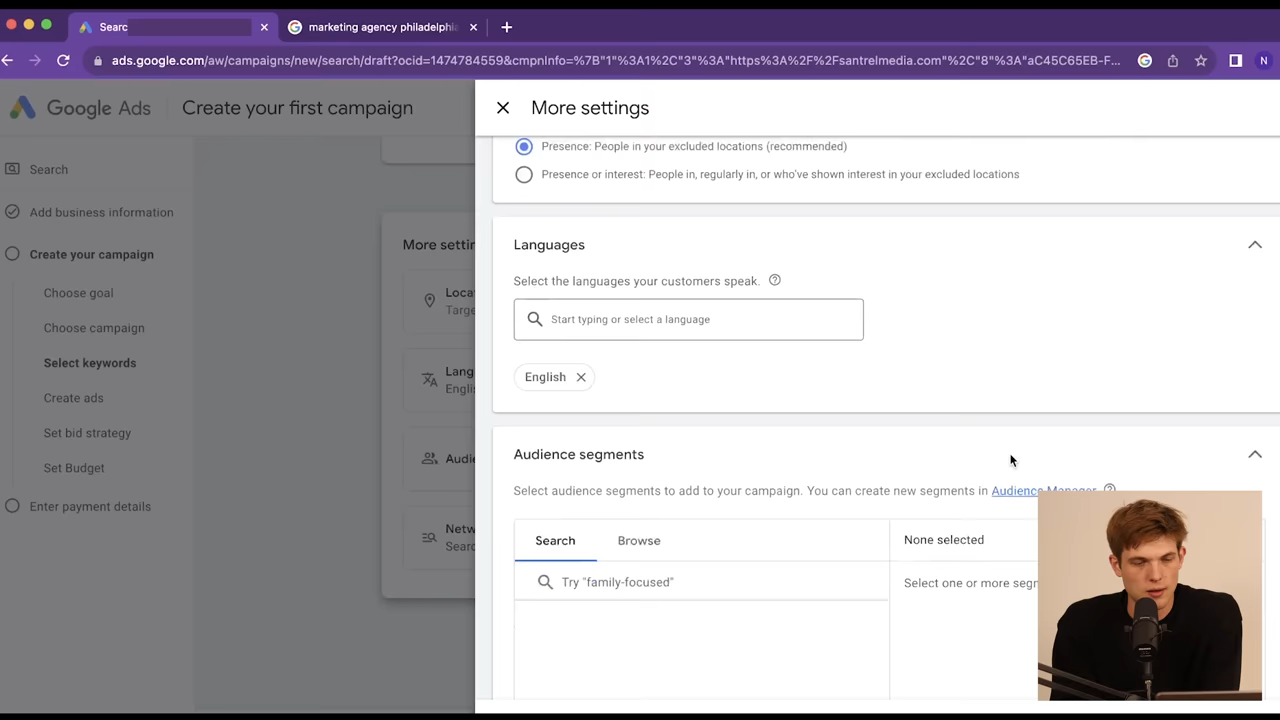 Searc
marketing agency philadelphi
ads.google.com/aw/campaigns/new/search/draft?ocid=1474784559&cmpnInfo=%7B"1"%3A1%2C"3"%3A"https%3A%2F%2Fsantrelmedia.com"%2C"8"%3A"aC45C65EB-F...
N
Google Ads
Create your first campaign
More settings
Search
Add business information
Create your campaign
Choose goal
Choose campaign
Select keywords
Create ads
Set bid strategy
Set Budget
Enter payment details
More settin
Loca
Targe
Lang
Englis
Audie
Netw
Searc
Presence: People in your excluded locations (recommended)
Presence or interest: People in, regularly in, or who've shown interest in your excluded locations
Languages
Select the languages your customers speak.
Start typing or select a language
English
Audience segments
Select audience segments to add to your campaign. You can create new segments in Audience Manager
Search
Browse
None selected
Try "family-focused"
Select one or more segm